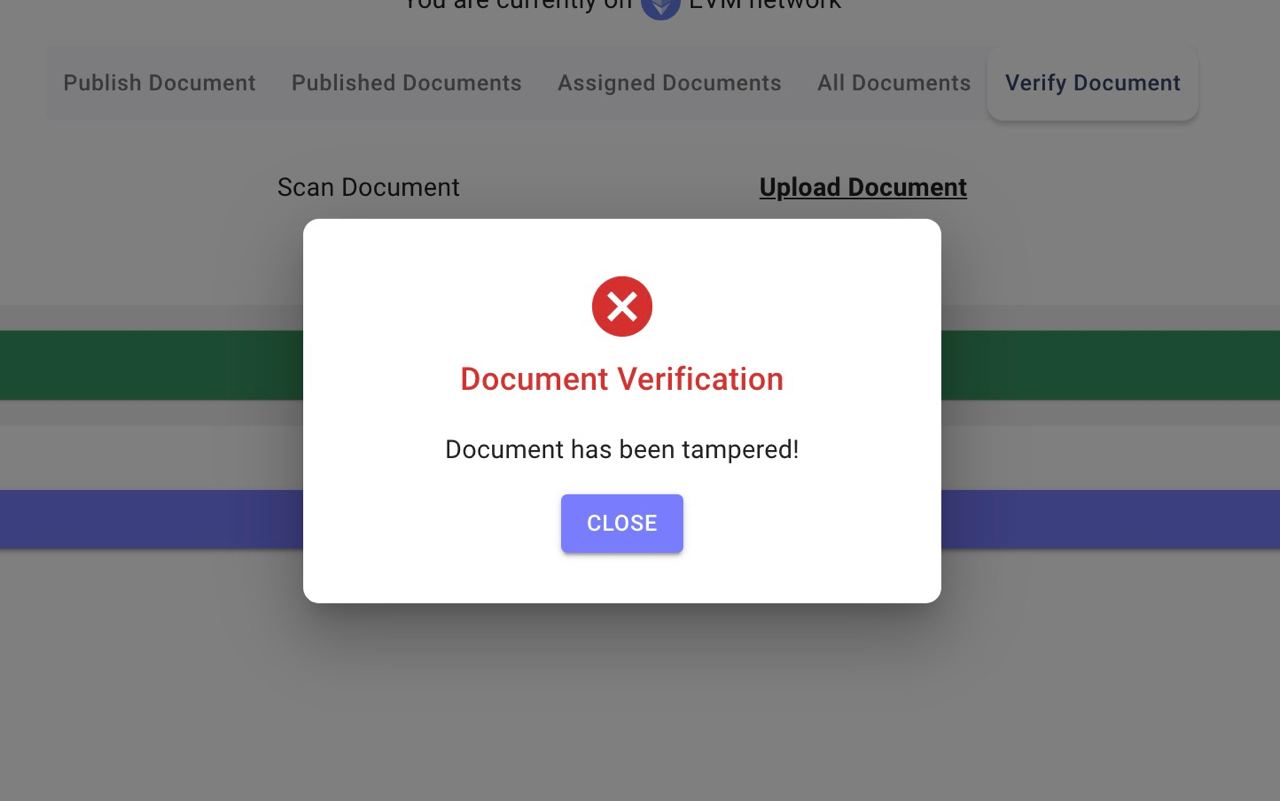 You are currently on EVM network
Publish Document Published Documents Assigned Documents All Documents Verify Document
Scan Document Upload Document
Document Verification
Document has been tampered!
CLOSE